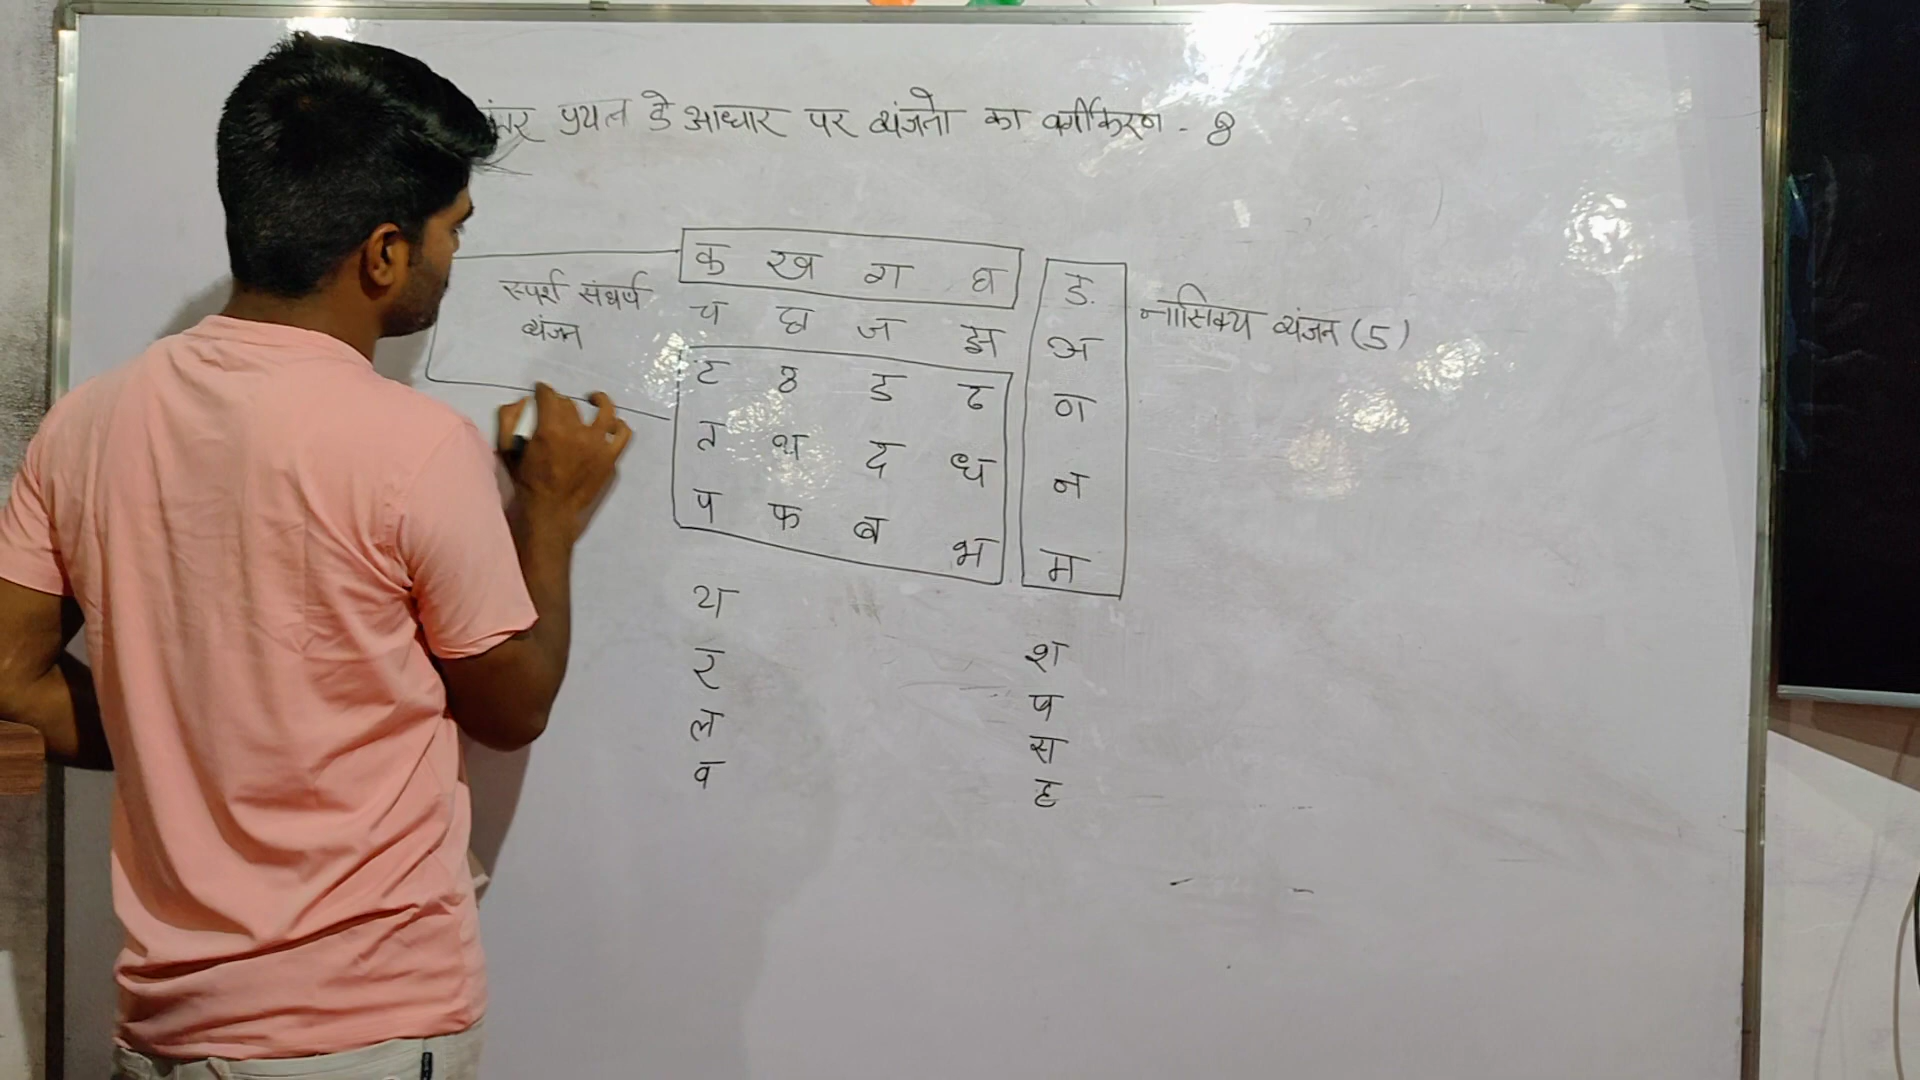 प्रयत्न के आधार पर व्यंजनो का वर्गीकरण - 8
क ख ग घ ङ
स्पर्श संघर्ष व्यंजन
च छ ज झ ञ
नासिक्य व्यंजन (5)
ट ठ ड ढ ण
त थ द ध न
प फ ब भ म
य
र
ल
व
श
ष
स
ह